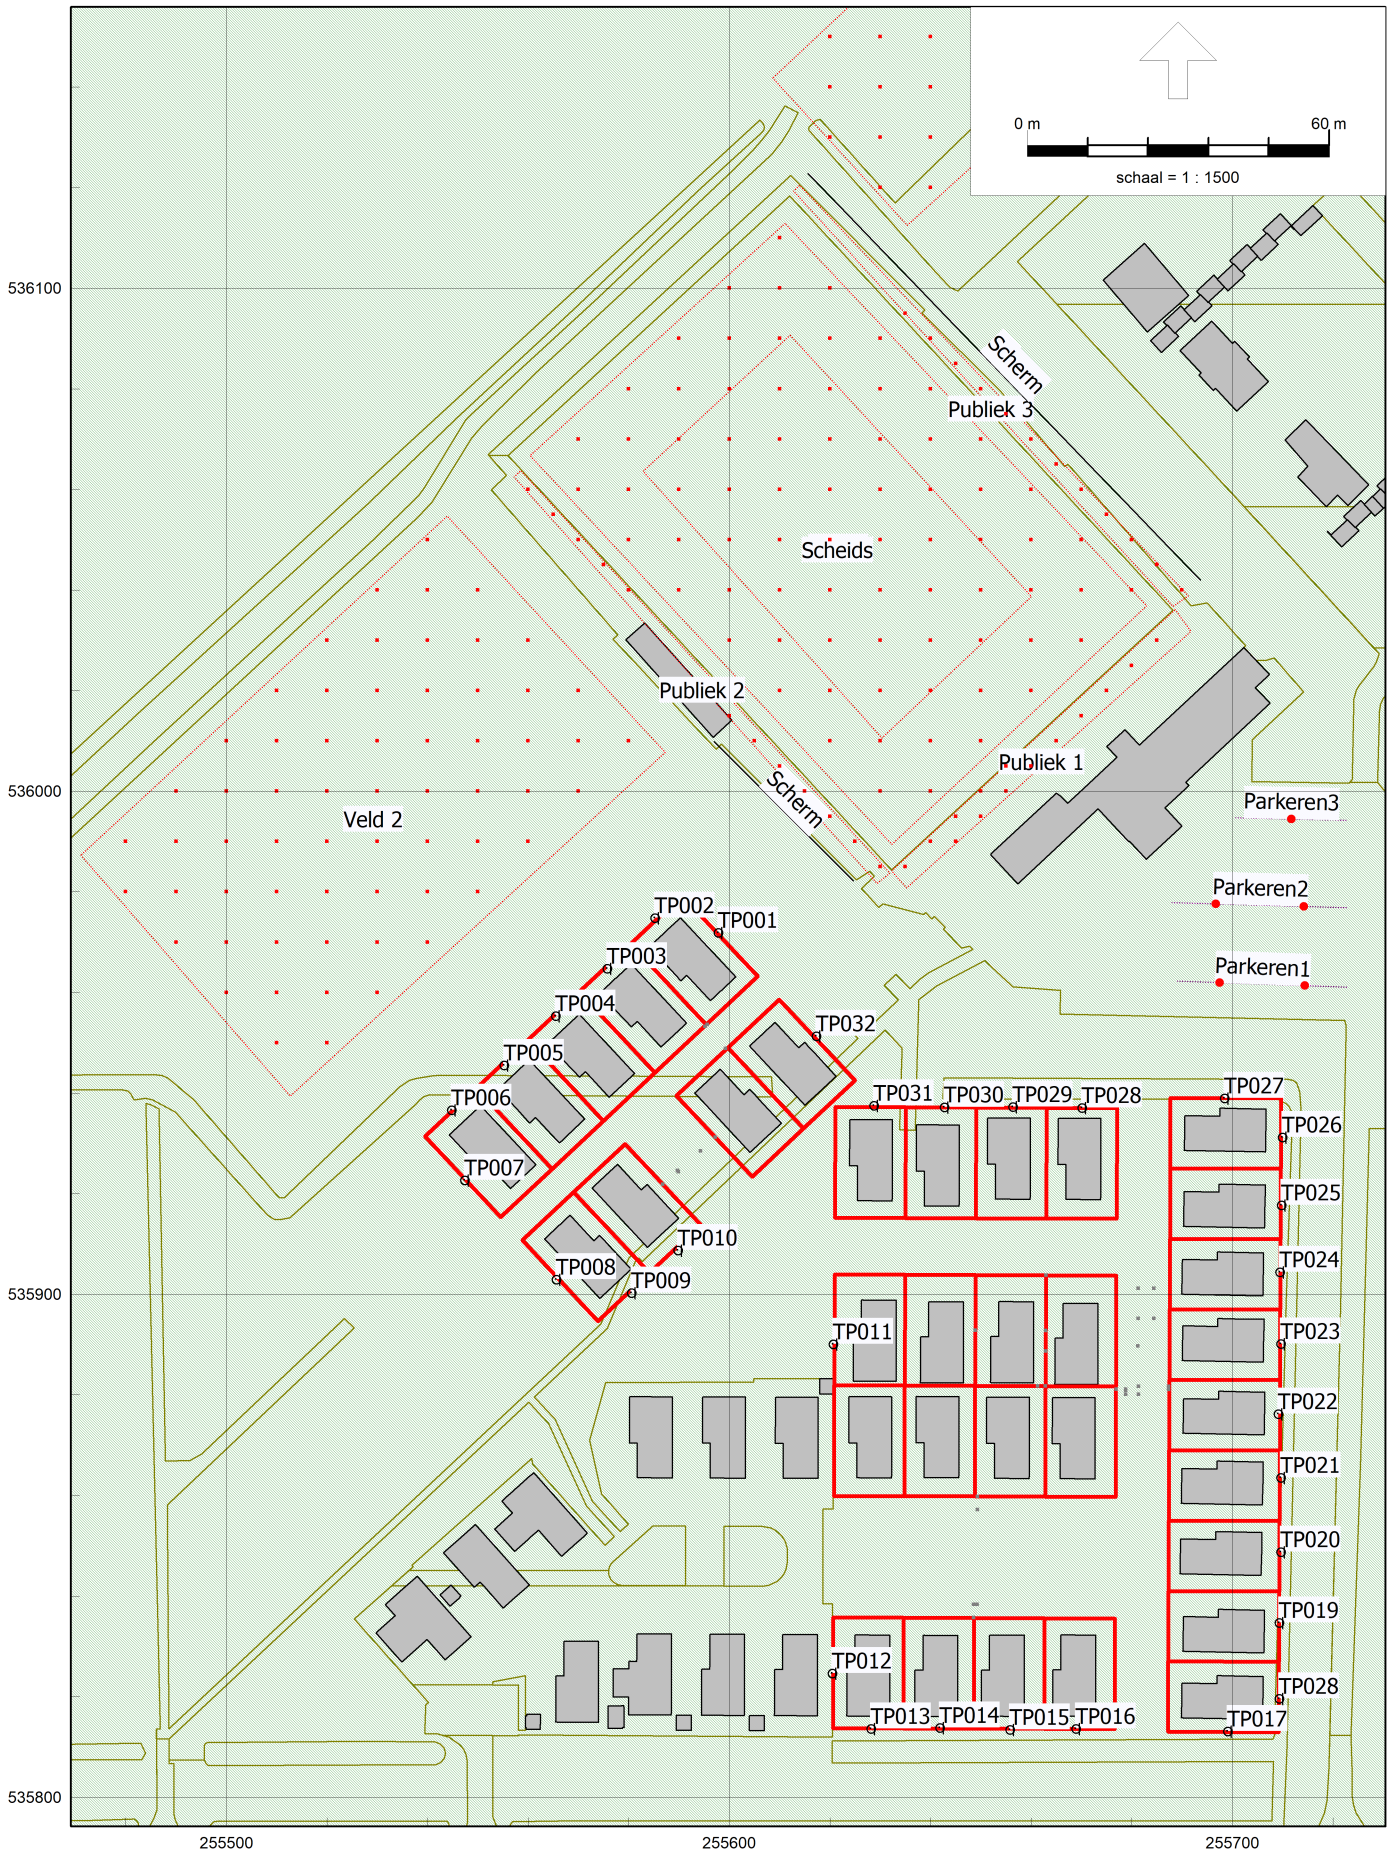 0 m 60 m
schaal = 1 : 1500
536100
Scherm
Publiek 3
Scheids
Publiek 2
Publiek 1
536000
Scherm
Parkeren3
Veld 2
Parkeren2
TP002
TP001
TP003
Parkeren1
TP004
TP032
TP005
TP006
TP031
TP030
TP029
TP028
TP027
TP026
TP007
TP025
TP010
TP008
TP009
TP024
535900
TP011
TP023
TP022
TP021
TP020
TP019
TP012
TP028
TP013
TP014
TP015
TP016
TP017
535800
255500 255600 255700